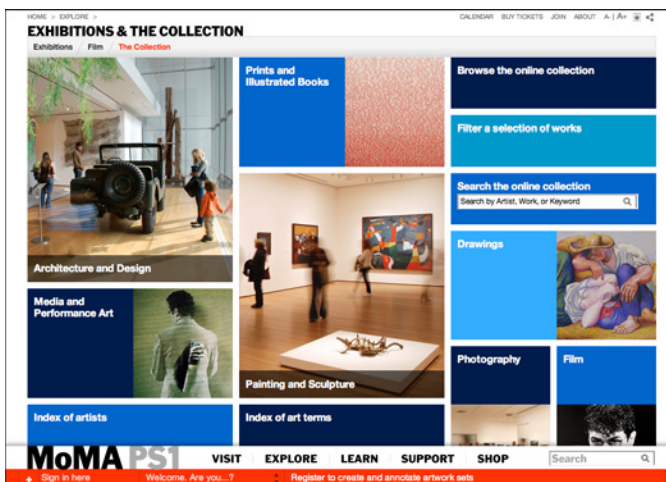 HOME > EXPLORE >
CALENDAR BUY TICKETS JOIN ABOUT A- | A+
EXHIBITIONS & THE COLLECTION
Exhibitions / Film / The Collection
Prints and
Illustrated Books
Browse the online collection
Filter a selection of works
Search the online collection
Search by Artist, Work, or Keyword
Architecture and Design
Drawings
Media and
Performance Art
Painting and Sculpture
Photography
Film
Index of artists
Index of art terms
MoMA PS1
VISIT EXPLORE LEARN SUPPORT SHOP
Search
+ Sign in here
Welcome. Are you...?
Register to create and annotate artwork sets